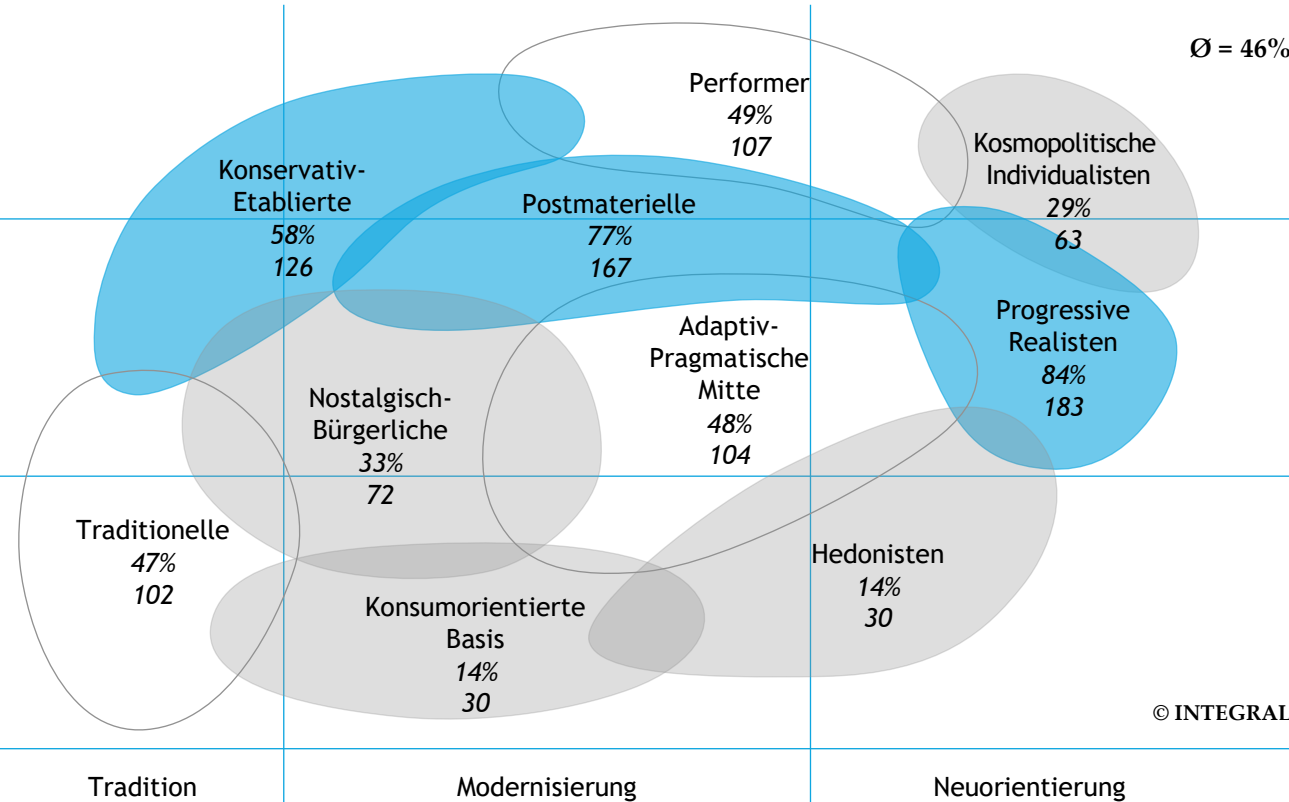 Ø = 46%
Performer
49%
107
Kosmopolitische
Individualisten
29%
63
Konservativ-
Etablierte
58%
126
Postmaterielle
77%
167
Progressive
Realisten
84%
183
Adaptiv-
Pragmatische
Mitte
48%
104
Nostalgisch-
Bürgerliche
33%
72
Traditionelle
47%
102
Hedonisten
14%
30
Konsumorientierte
Basis
14%
30
© INTEGRAL
Tradition
Modernisierung
Neuorientierung